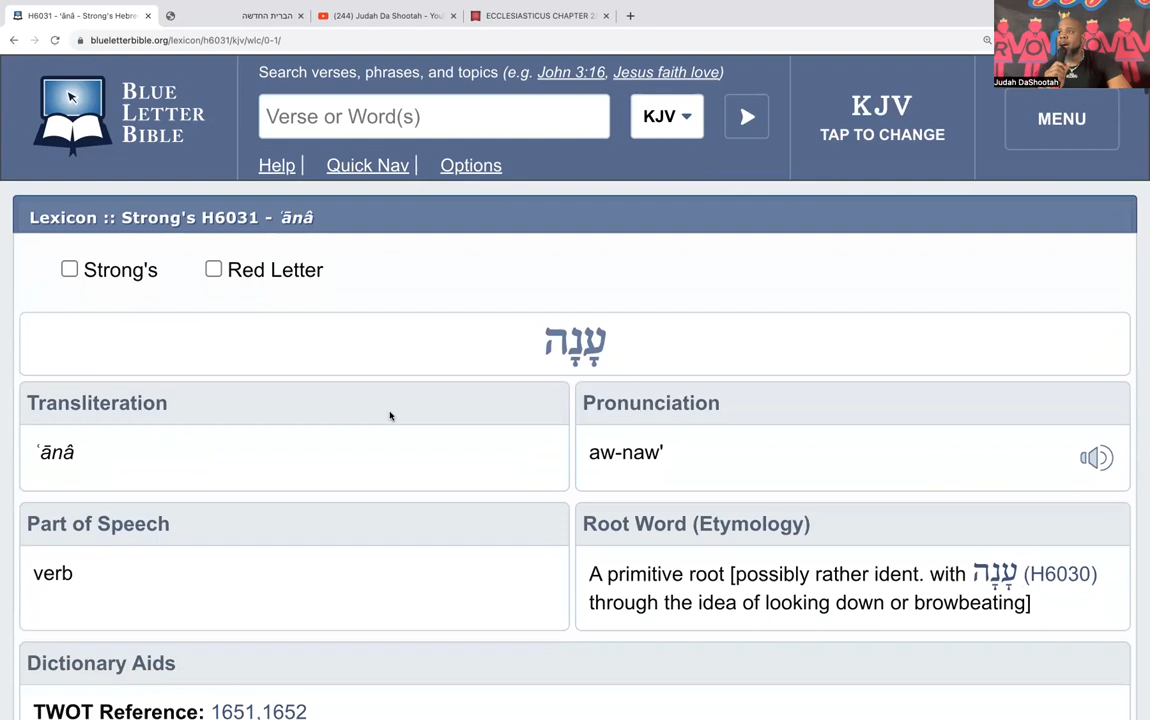 H6031 - ʿānâ - Strong's Hebre
הברית החדשה
(244) Judah Da Shootah - You
ECCLESIASTICUS CHAPTER 2
blueletterbible.org/lexicon/h6031/kjv/wlc/0-1/
Judah DaShootah
BLUE
LETTER
BIBLE
Search verses, phrases, and topics (e.g. John 3:16, Jesus faith love)
Verse or Word(s)
KJV
KJV
TAP TO CHANGE
MENU
Help | Quick Nav | Options
Lexicon :: Strong's H6031 - ʿānâ
Strong's Red Letter
עָנָה
Transliteration
ʿānâ
Pronunciation
aw-naw'
Part of Speech
verb
Root Word (Etymology)
A primitive root [possibly rather ident. with עָנָה (H6030)
through the idea of looking down or browbeating]
Dictionary Aids
TWOT Reference: 1651,1652